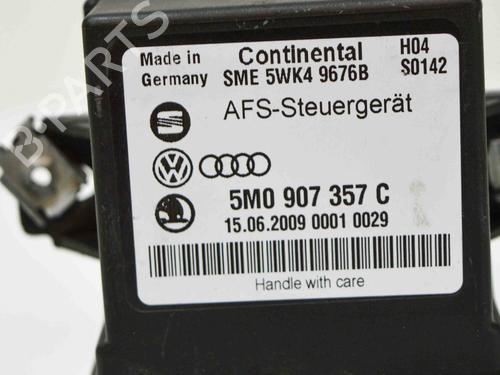 Made in Germany
Continental
SME 5WK4 9676B
H04
S0142
AFS-Steuergerät
5M0 907 357 C
15.06.2009 0001 0029
Handle with care
B-PARTS